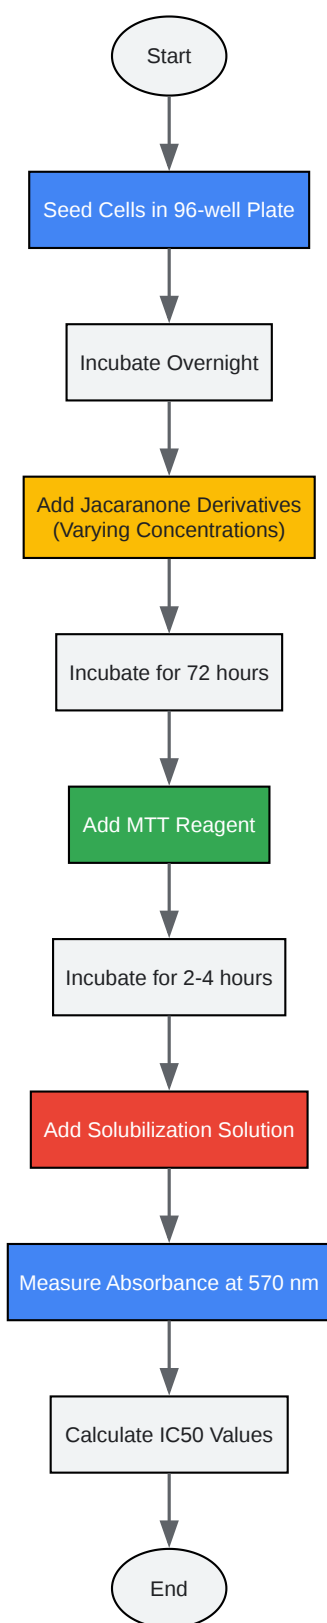 Start
Seed Cells in 96-well Plate
Incubate Overnight
Add Jacaranone Derivatives
(Varying Concentrations)
Incubate for 72 hours
Add MTT Reagent
Incubate for 2-4 hours
Add Solubilization Solution
Measure Absorbance at 570 nm
Calculate IC50 Values
End